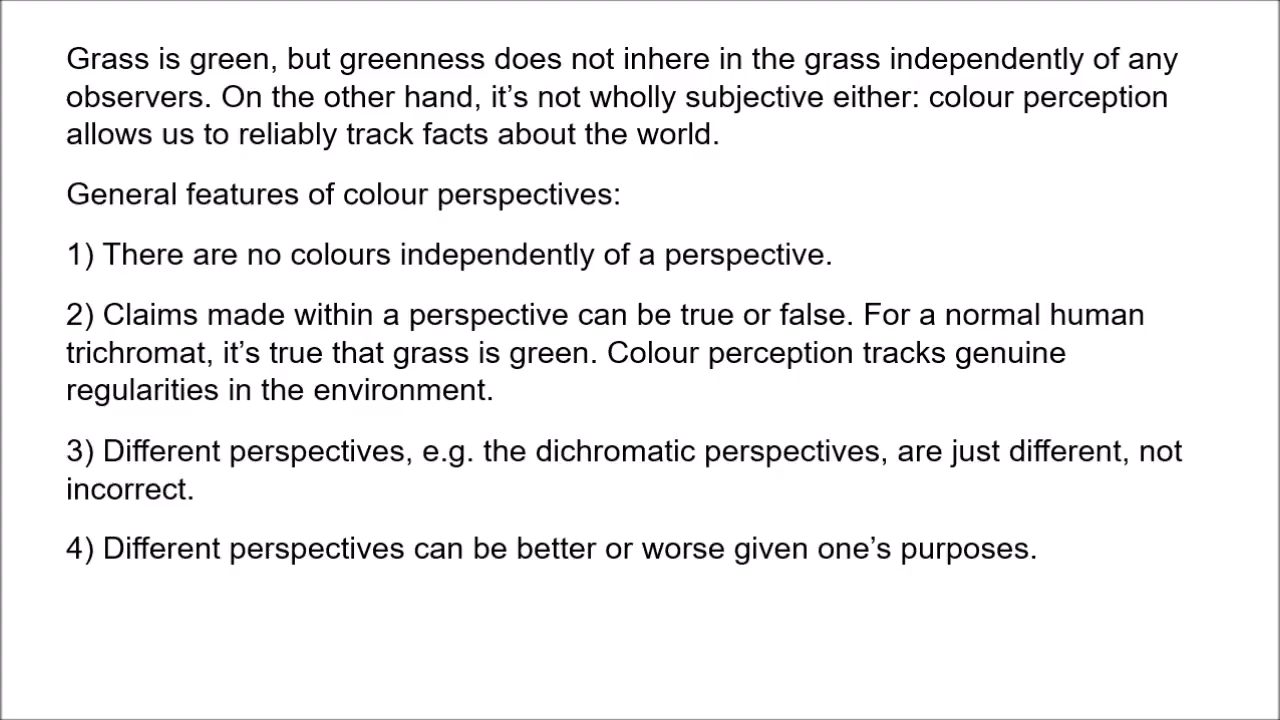 Grass is green, but greenness does not inhere in the grass independently of any
observers. On the other hand, it’s not wholly subjective either: colour perception
allows us to reliably track facts about the world.
General features of colour perspectives:
1) There are no colours independently of a perspective.
2) Claims made within a perspective can be true or false. For a normal human
trichromat, it’s true that grass is green. Colour perception tracks genuine
regularities in the environment.
3) Different perspectives, e.g. the dichromatic perspectives, are just different, not
incorrect.
4) Different perspectives can be better or worse given one’s purposes.